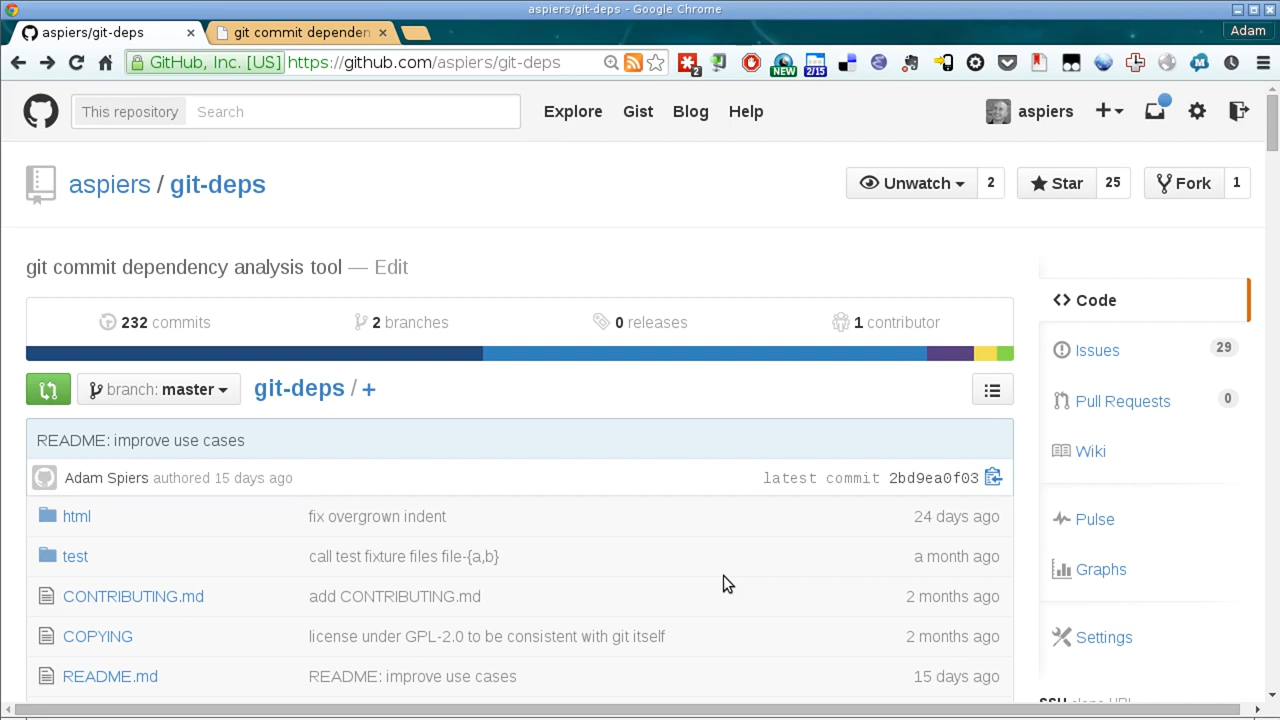 aspiers/git-deps - Google Chrome
aspiers/git-deps
git commit dependen
Adam
GitHub, Inc. [US] https://github.com/aspiers/git-deps
2
NEW
2/15
This repository Search
Explore Gist Blog Help
aspiers
aspiers / git-deps
Unwatch 2
Star 25
Fork 1
git commit dependency analysis tool — Edit
232 commits
2 branches
0 releases
1 contributor
branch: master
git-deps / +
README: improve use cases
Adam Spiers authored 15 days ago
latest commit 2bd9ea0f03
html fix overgrown indent 24 days ago
test call test fixture files file-{a,b} a month ago
CONTRIBUTING.md add CONTRIBUTING.md 2 months ago
COPYING license under GPL-2.0 to be consistent with git itself 2 months ago
README.md README: improve use cases 15 days ago
Code
Issues 29
Pull Requests 0
Wiki
Pulse
Graphs
Settings